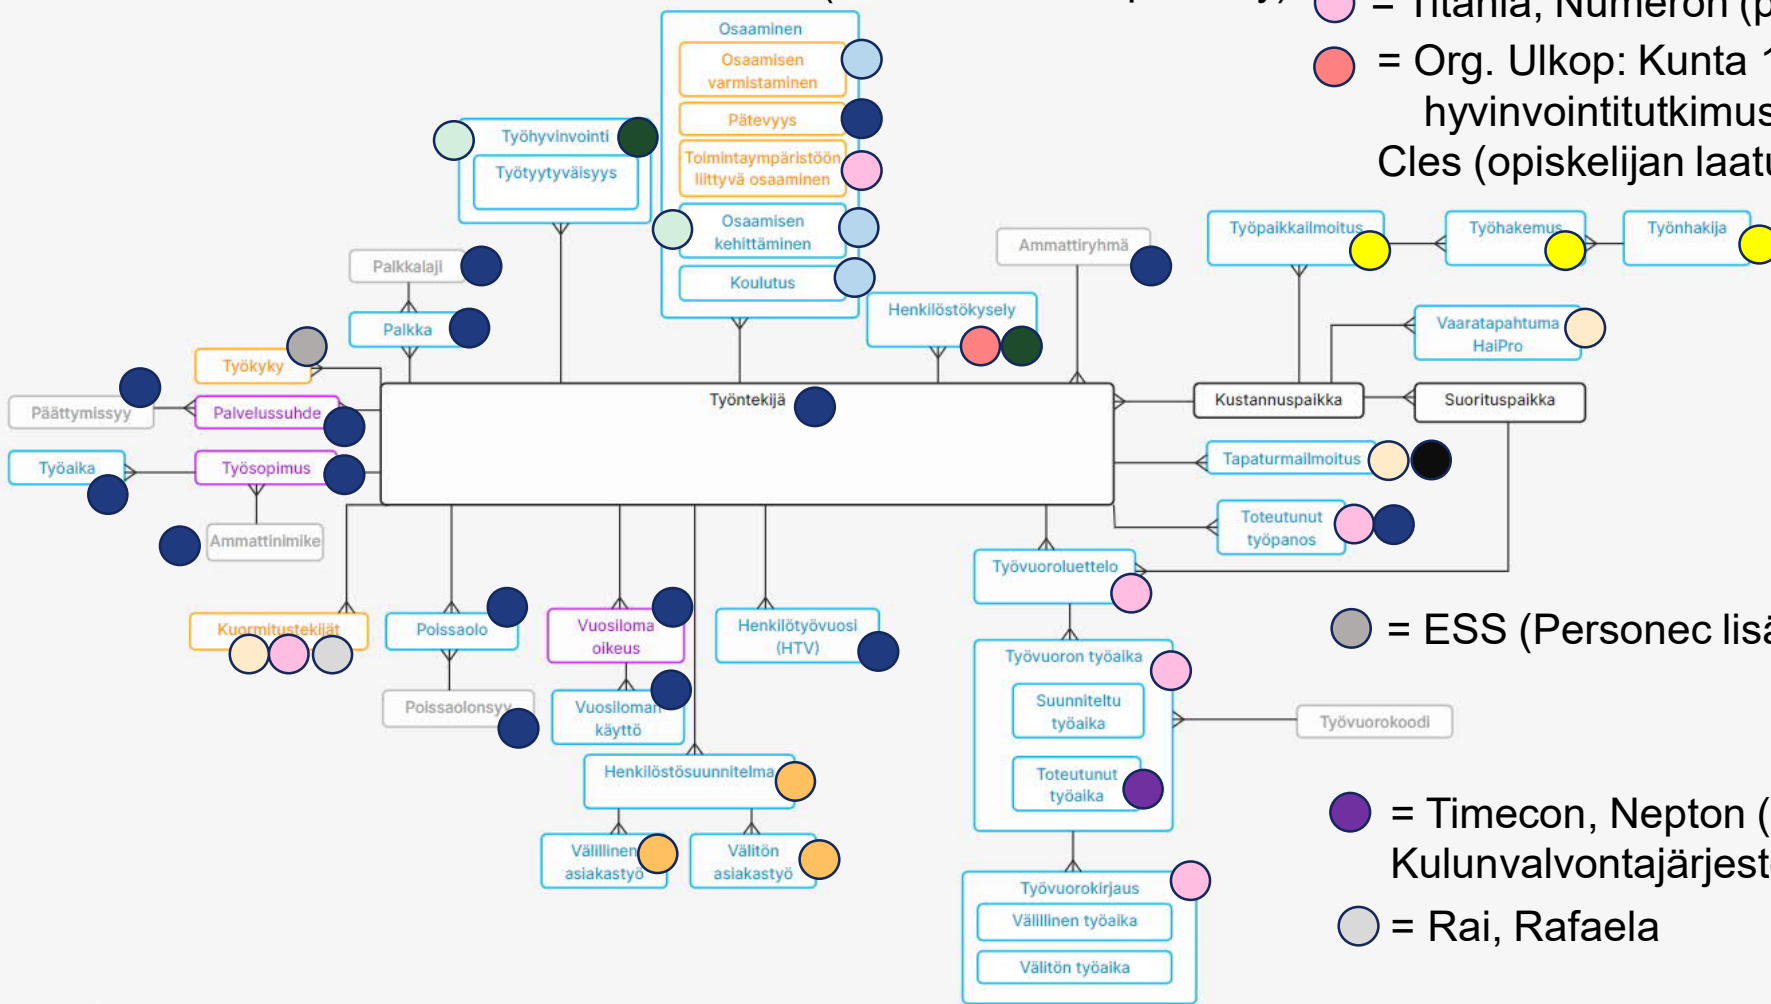 = Titania, Numeron (p
= Org. Ulkop: Kunta 1
hyvinvointitutkimus
Cles (opiskelijan laatu
Osaaminen
Osaamisen
varmistaminen
Pätevyys
Toimintaympäristöön
liittyvä osaaminen
Osaamisen
kehittäminen
Koulutus
Työhyvinvointi
Työtyytyväisyys
Palkkalaji
Palkka
Henkilöstökysely
Ammattiryhmä
Työpaikkailmoitus
Työhakemus
Työnhakija
Vaaratapahtuma
HaiPro
Työkyky
Päättymissyy
Palvelussuhde
Työaika
Työsopimus
Ammattinimike
Työntekijä
Kustannuspaikka
Suorituspaikka
Tapaturmailmoitus
Toteutunut
työpanos
Kuormitustekijät
Poissaolo
Poissaolonsyy
Vuosiloma
oikeus
Vuosiloman
käyttö
Henkilötyövuosi
(HTV)
Henkilöstösuunnitelma
Välillinen
asiakastyö
Välitön
asiakastyö
Työvuoroluettelo
Työvuoron työaika
Suunniteltu
työaika
Toteutunut
työaika
Työvuorokoodi
Työvuorokirjaus
Välillinen työaika
Välitön työaika
= ESS (Personec lisä
= Timecon, Nepton (
Kulunvalvontajärjeste
= Rai, Rafaela